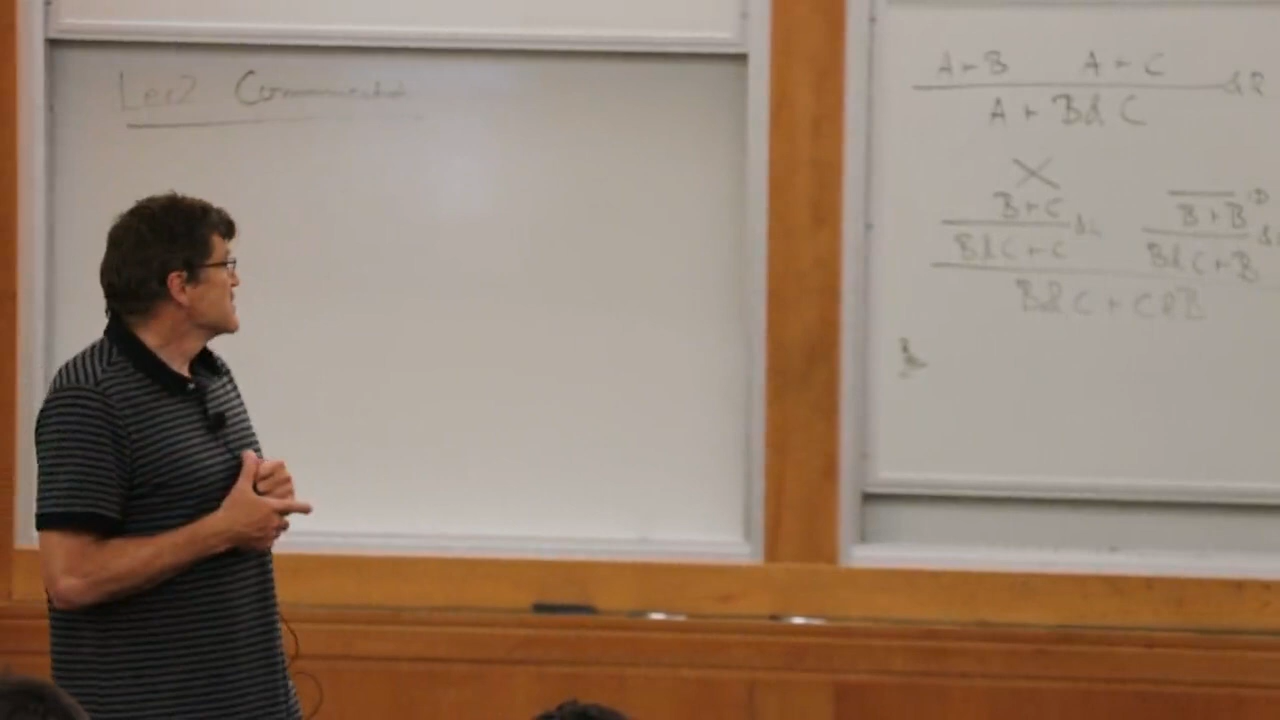 Lec2
A ⊢ B A ⊢ C
&R
A ⊢ B & C
B ⊢ C
B ⊢ B
B & C ⊢ C
B & C ⊢ B
B & C ⊢ C & B